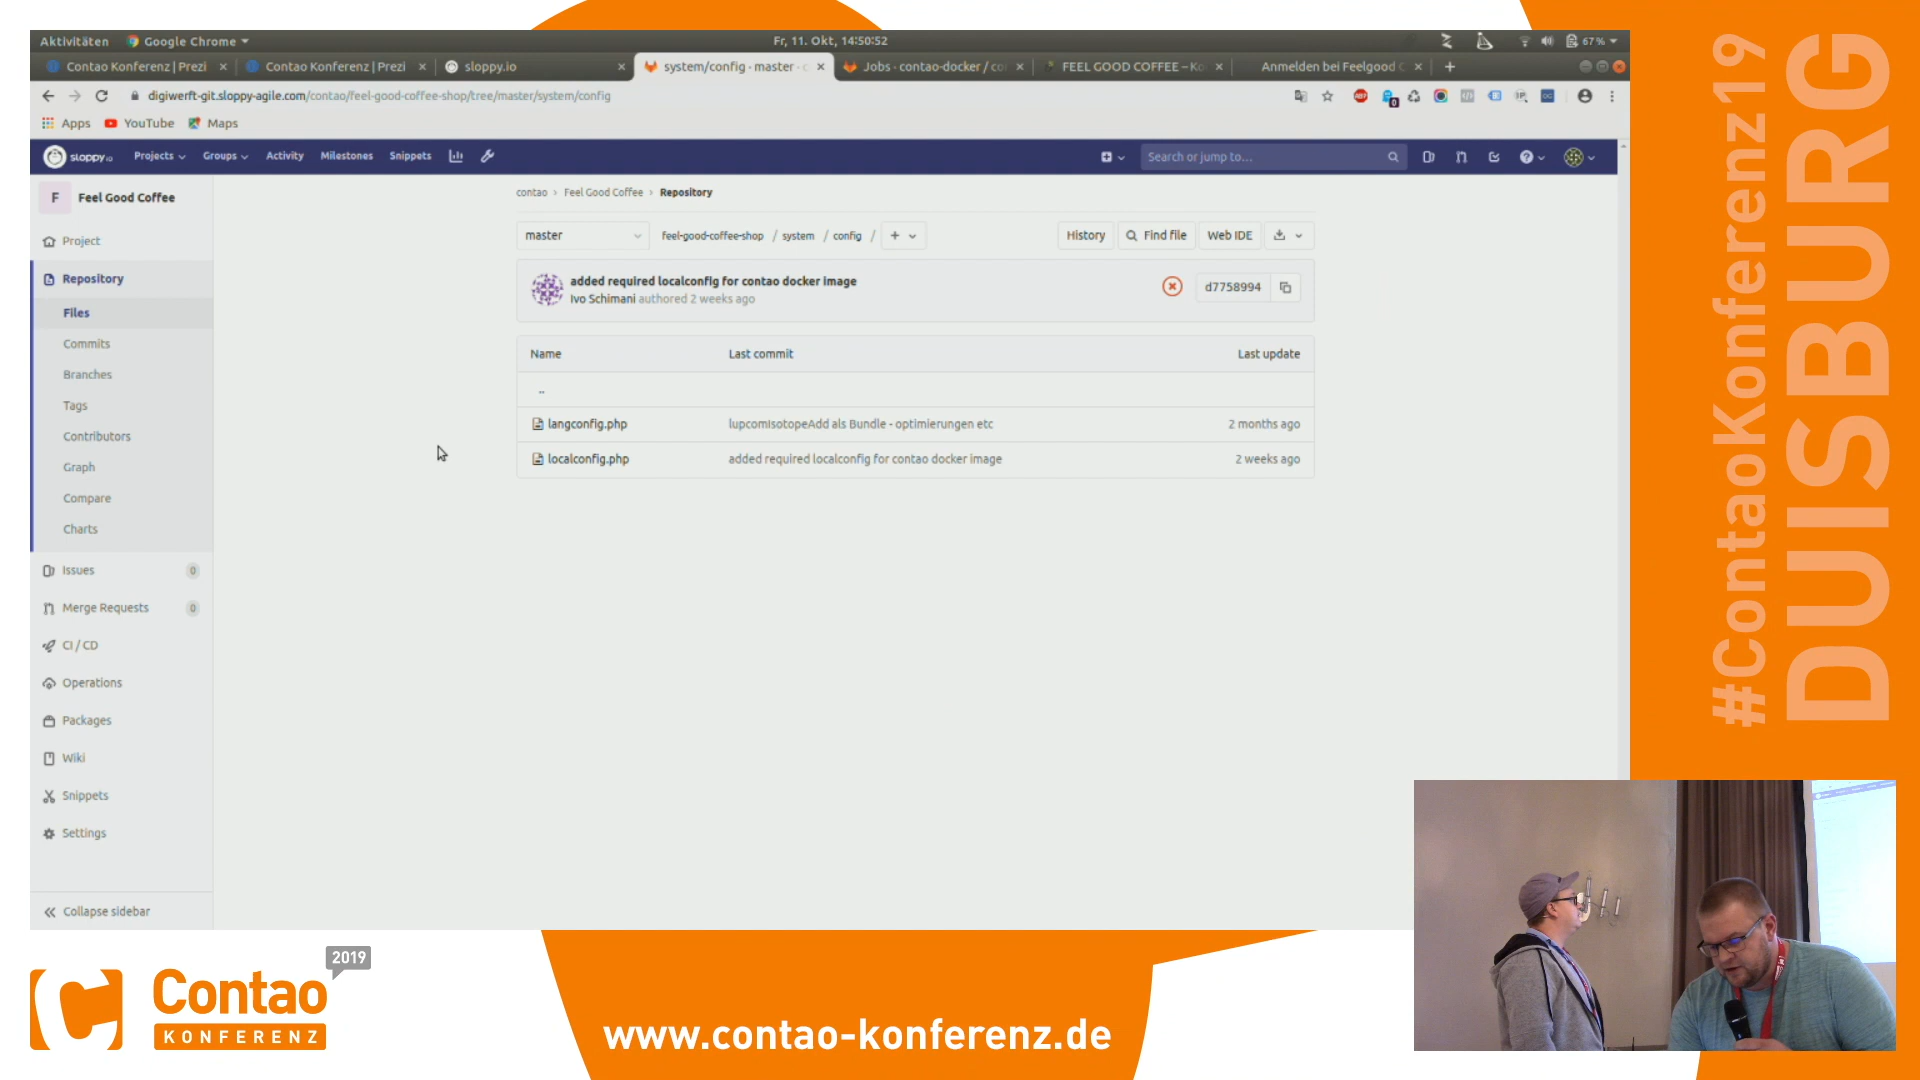 Aktivitäten
Google Chrome
Fr, 11. Okt, 14:50:52
67 %
Contao Konferenz | Prezi
Contao Konferenz | Prezi
sloppy.io
system/config · master ·
Jobs · contao-docker / co
FEEL GOOD COFFEE – Ko
Anmelden bei Feelgood C
digiwerft-git.sloppy-agile.com/contao/feel-good-coffee-shop/tree/master/system/config
Apps
YouTube
Maps
sloppy.io
Projects
Groups
Activity
Milestones
Snippets
Search or jump to...
F
Feel Good Coffee
Project
Repository
Files
Commits
Branches
Tags
Contributors
Graph
Compare
Charts
Issues 0
Merge Requests 0
CI / CD
Operations
Packages
Wiki
Snippets
Settings
Collapse sidebar
contao > Feel Good Coffee > Repository
master
feel-good-coffee-shop / system / config / +
History
Find file
Web IDE
added required localconfig for contao docker image
Ivo Schimani authored 2 weeks ago
d7758994
Name Last commit Last update
..
langconfig.php lupcomIsotopeAdd als Bundle - optimierungen etc 2 months ago
localconfig.php added required localconfig for contao docker image 2 weeks ago
#ContaoKonferenz19
DUISBURG
2019
Contao
KONFERENZ
www.contao-konferenz.de